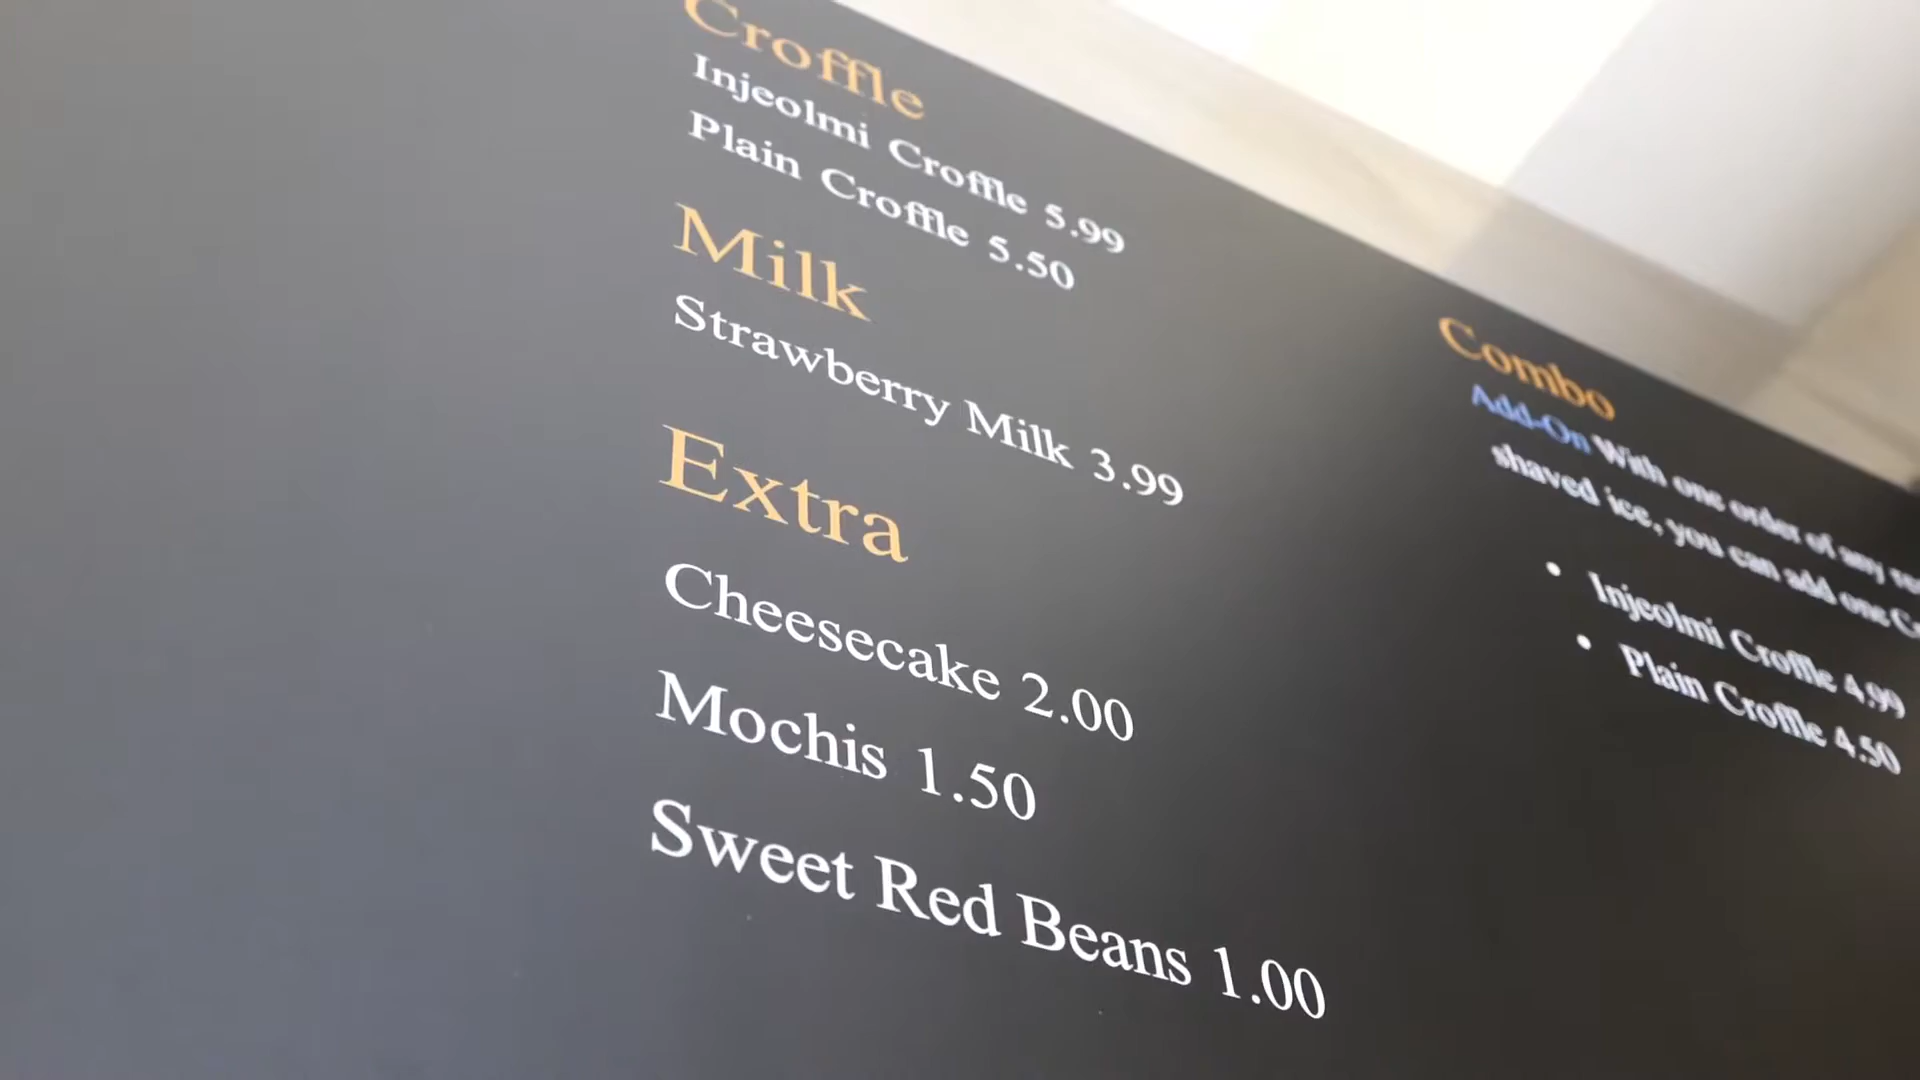 Croffle
Injeolmi Croffle 5.99
Plain Croffle 5.50
Milk
Strawberry Milk 3.99
Extra
Cheesecake 2.00
Mochis 1.50
Sweet Red Beans 1.00
Combo
Add-On With one order of any
shaved ice, you can add one
• Injeolmi Croffle 4.99
• Plain Croffle 4.50